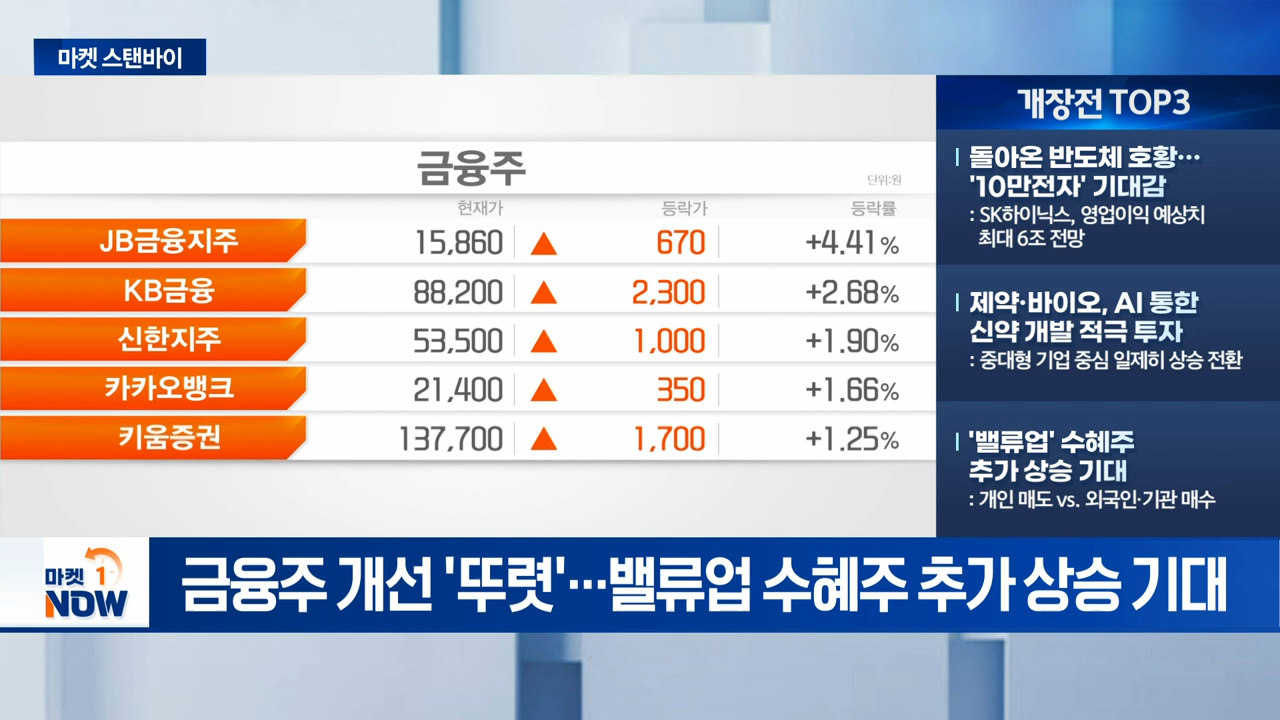 마켓 스탠바이
금융주
단위:원
현재가 등락가 등락률
JB금융지주 15,860 ▲ 670 +4.41%
KB금융 88,200 ▲ 2,300 +2.68%
신한지주 53,500 ▲ 1,000 +1.90%
카카오뱅크 21,400 ▲ 350 +1.66%
키움증권 137,700 ▲ 1,700 +1.25%
개장전 TOP3
돌아온 반도체 호황…
'10만전자' 기대감
: SK하이닉스, 영업이익 예상치
최대 6조 전망
제약·바이오, AI 통한
신약 개발 적극 투자
: 중대형 기업 중심 일제히 상승 전환
'밸류업' 수혜주
추가 상승 기대
: 개인 매도 vs. 외국인·기관 매수
마켓 1
NOW
금융주 개선 '뚜렷'…밸류업 수혜주 추가 상승 기대